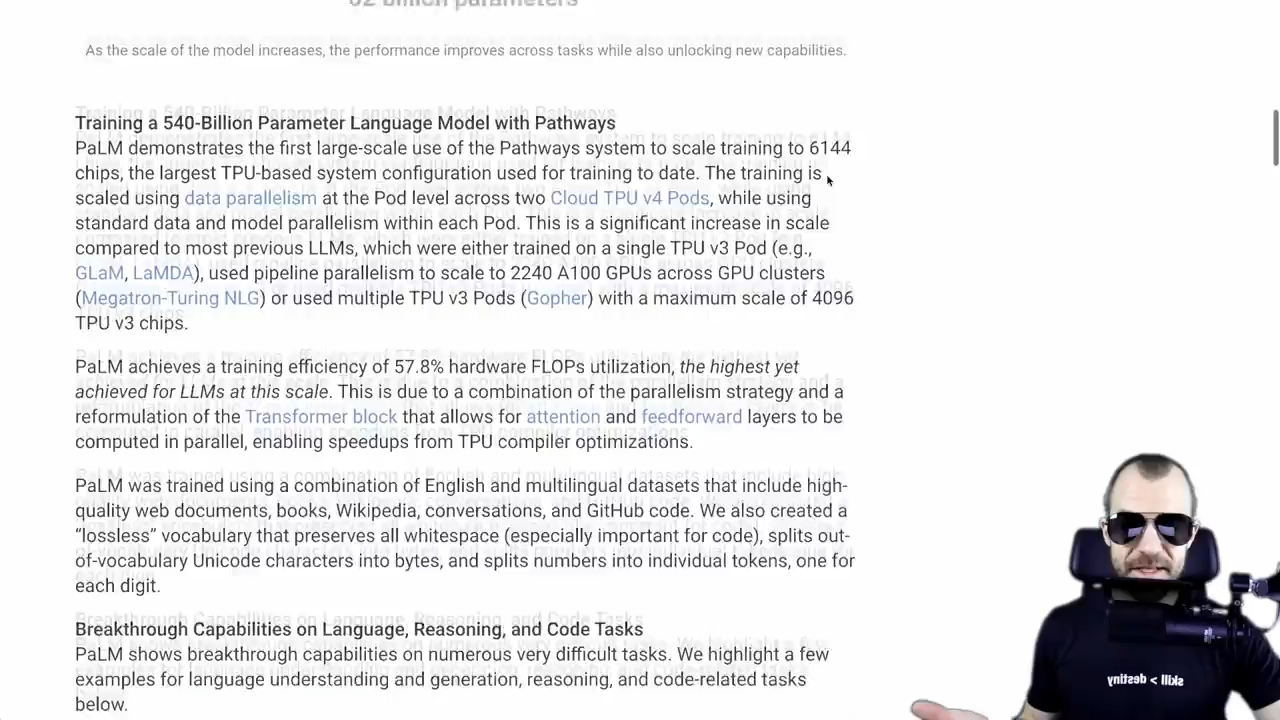 62 billion parameters
As the scale of the model increases, the performance improves across tasks while also unlocking new capabilities.
Training a 540-Billion Parameter Language Model with Pathways
PaLM demonstrates the first large-scale use of the Pathways system to scale training to 6144
chips, the largest TPU-based system configuration used for training to date. The training is
scaled using data parallelism at the Pod level across two Cloud TPU v4 Pods, while using
standard data and model parallelism within each Pod. This is a significant increase in scale
compared to most previous LLMs, which were either trained on a single TPU v3 Pod (e.g.,
GLaM, LaMDA), used pipeline parallelism to scale to 2240 A100 GPUs across GPU clusters
(Megatron-Turing NLG) or used multiple TPU v3 Pods (Gopher) with a maximum scale of 4096
TPU v3 chips.
PaLM achieves a training efficiency of 57.8% hardware FLOPs utilization, the highest yet
achieved for LLMs at this scale. This is due to a combination of the parallelism strategy and a
reformulation of the Transformer block that allows for attention and feedforward layers to be
computed in parallel, enabling speedups from TPU compiler optimizations.
PaLM was trained using a combination of English and multilingual datasets that include high-
quality web documents, books, Wikipedia, conversations, and GitHub code. We also created a
“lossless” vocabulary that preserves all whitespace (especially important for code), splits out-
of-vocabulary Unicode characters into bytes, and splits numbers into individual tokens, one for
each digit.
Breakthrough Capabilities on Language, Reasoning, and Code Tasks
PaLM shows breakthrough capabilities on numerous very difficult tasks. We highlight a few
examples for language understanding and generation, reasoning, and code-related tasks
below.
skill > destiny